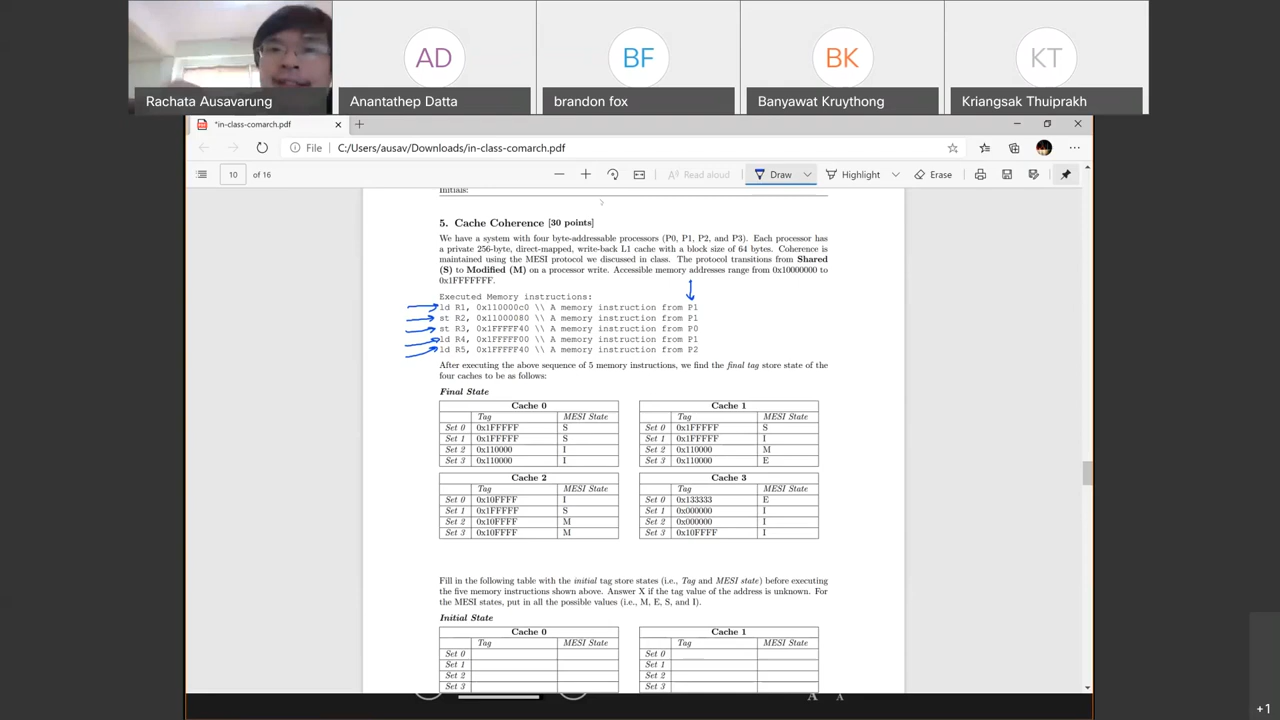 AD
BF
BK
KT
Rachata Ausavarung
Anantathep Datta
brandon fox
Banyawat Kruythong
Kriangsak Thuiprakh
*in-class-comarch.pdf
File
C:/Users/ausav/Downloads/in-class-comarch.pdf
10 of 16
Read aloud
Draw
Highlight
Erase
Initials:
5. Cache Coherence [30 points]
We have a system with four byte-addressable processors (P0, P1, P2, and P3). Each processor has
a private 256-byte, direct-mapped, write-back L1 cache with a block size of 64 bytes. Coherence is
maintained using the MESI protocol we discussed in class. The protocol transitions from Shared
(S) to Modified (M) on a processor write. Accessible memory addresses range from 0x10000000 to
0x1FFFFFFF.
Executed Memory instructions:
ld R1, 0x110000c0 \\ A memory instruction from P1
st R2, 0x11000080 \\ A memory instruction from P1
st R3, 0x1FFFFF40 \\ A memory instruction from P0
ld R4, 0x1FFFFF00 \\ A memory instruction from P1
ld R5, 0x1FFFFF40 \\ A memory instruction from P2
After executing the above sequence of 5 memory instructions, we find the final tag store state of the
four caches to be as follows:
Final State
Cache 0
Tag MESI State
Set 0 0x1FFFFF S
Set 1 0x1FFFFF S
Set 2 0x110000 I
Set 3 0x110000 I
Cache 1
Tag MESI State
Set 0 0x1FFFFF S
Set 1 0x1FFFFF I
Set 2 0x110000 M
Set 3 0x110000 E
Cache 2
Tag MESI State
Set 0 0x10FFFF I
Set 1 0x1FFFFF S
Set 2 0x10FFFF M
Set 3 0x10FFFF M
Cache 3
Tag MESI State
Set 0 0x133333 E
Set 1 0x000000 I
Set 2 0x000000 I
Set 3 0x10FFFF I
Fill in the following table with the initial tag store states (i.e., Tag and MESI state) before executing
the five memory instructions shown above. Answer X if the tag value of the address is unknown. For
the MESI states, put in all the possible values (i.e., M, E, S, and I).
Initial State
Cache 0
Tag MESI State
Set 0
Set 1
Set 2
Set 3
Cache 1
Tag MESI State
Set 0
Set 1
Set 2
Set 3
A A
+1